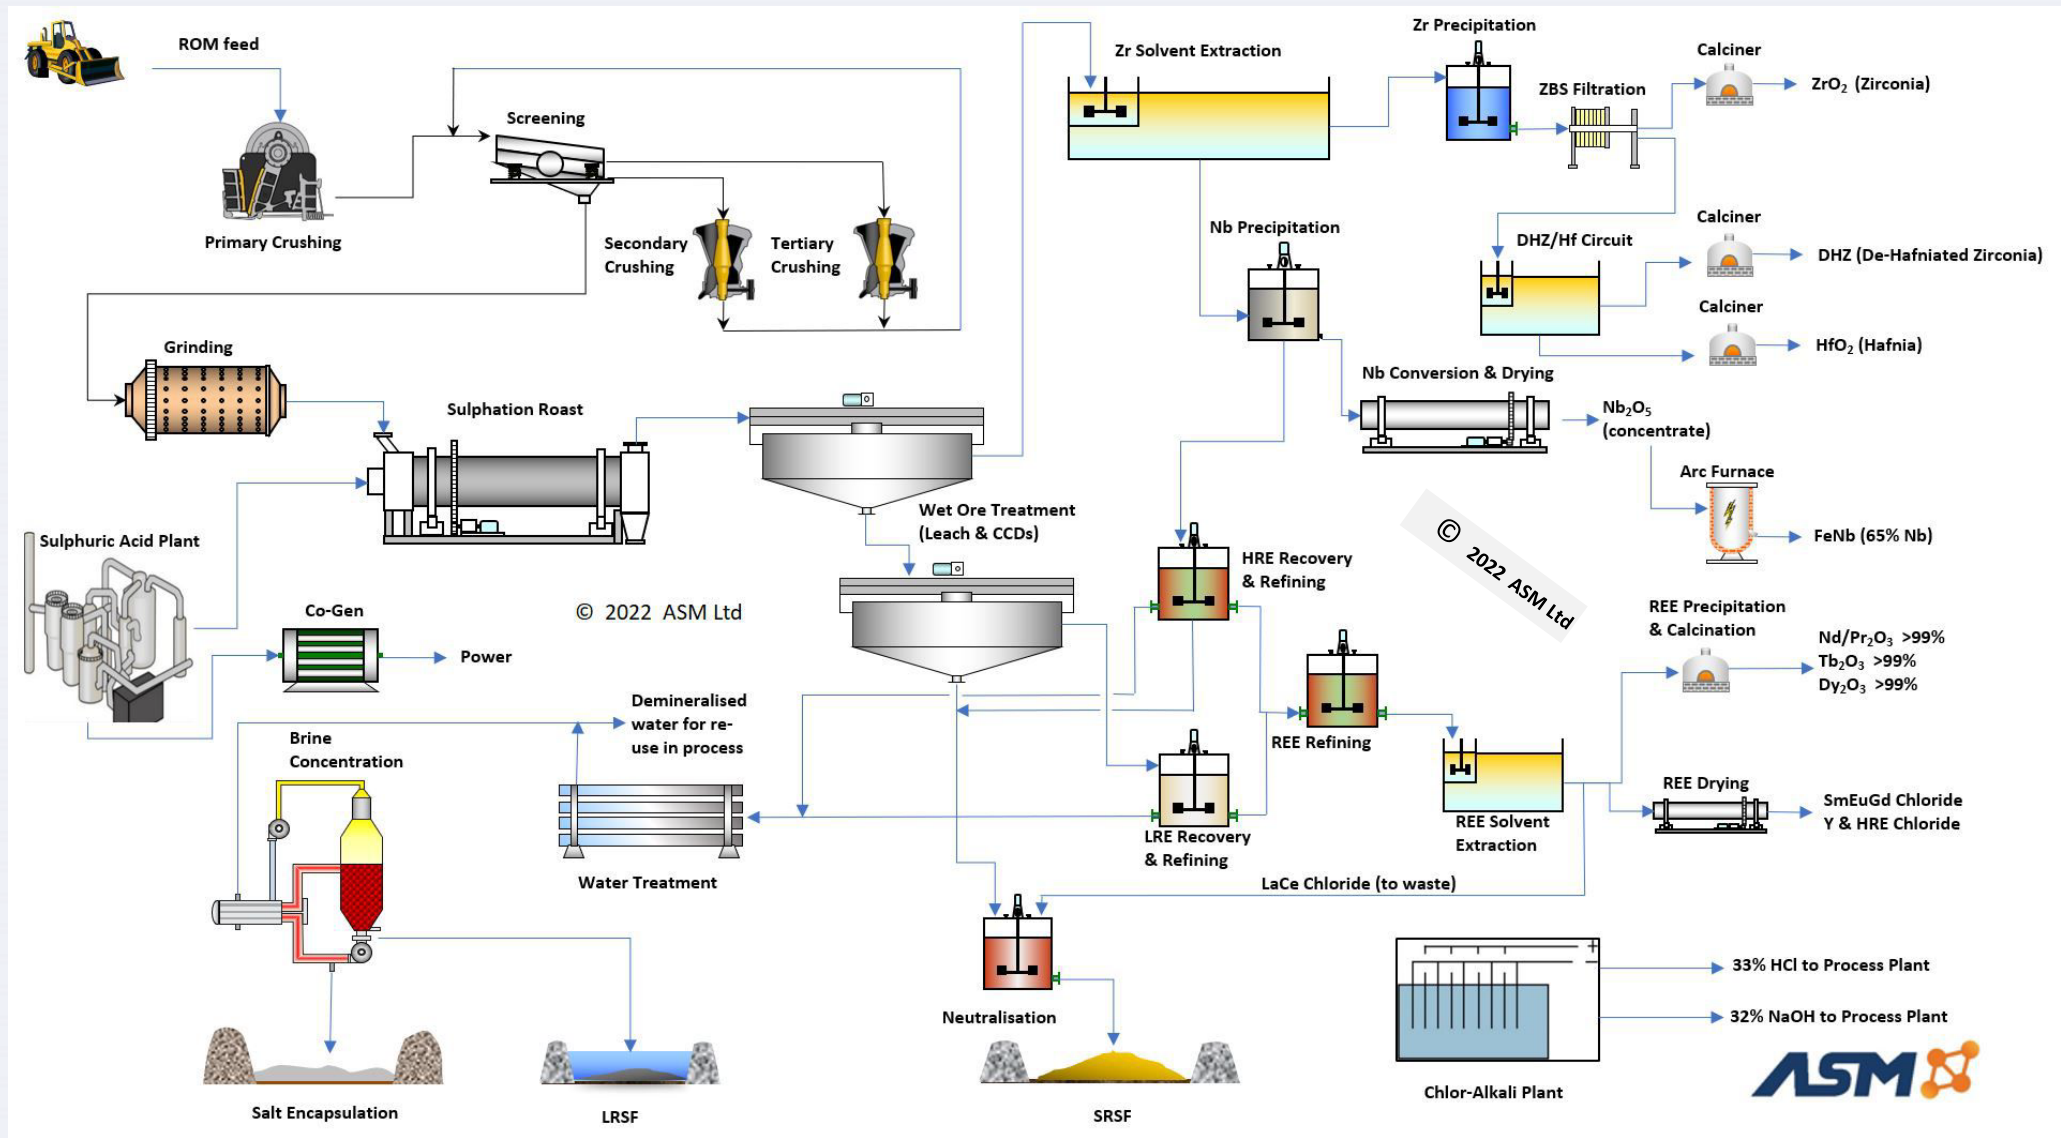 ROM feed
Primary Crushing
Screening
Secondary
Crushing
Tertiary
Crushing
Grinding
Sulphation Roast
Sulphuric Acid Plant
Co-Gen
Power
© 2022 ASM Ltd
Wet Ore Treatment
(Leach & CCDs)
Zr Solvent Extraction
Zr Precipitation
ZBS Filtration
Calciner
ZrO₂ (Zirconia)
Nb Precipitation
DHZ/Hf Circuit
Calciner
DHZ (De-Hafniated Zirconia)
Calciner
HfO₂ (Hafnia)
Nb Conversion & Drying
Nb₂O₅
(concentrate)
Arc Furnace
FeNb (65% Nb)
© 2022 ASM Ltd
HRE Recovery
& Refining
REE Refining
REE Precipitation
& Calcination
Nd/Pr₂O₃ >99%
Tb₂O₃ >99%
Dy₂O₃ >99%
Demineralised
water for re-
use in process
Brine
Concentration
Water Treatment
LRE Recovery
& Refining
REE Solvent
Extraction
REE Drying
SmEuGd Chloride
Y & HRE Chloride
LaCe Chloride (to waste)
Neutralisation
+
−
33% HCl to Process Plant
32% NaOH to Process Plant
Chlor-Alkali Plant
Salt Encapsulation
LRSF
SRSF
ASM